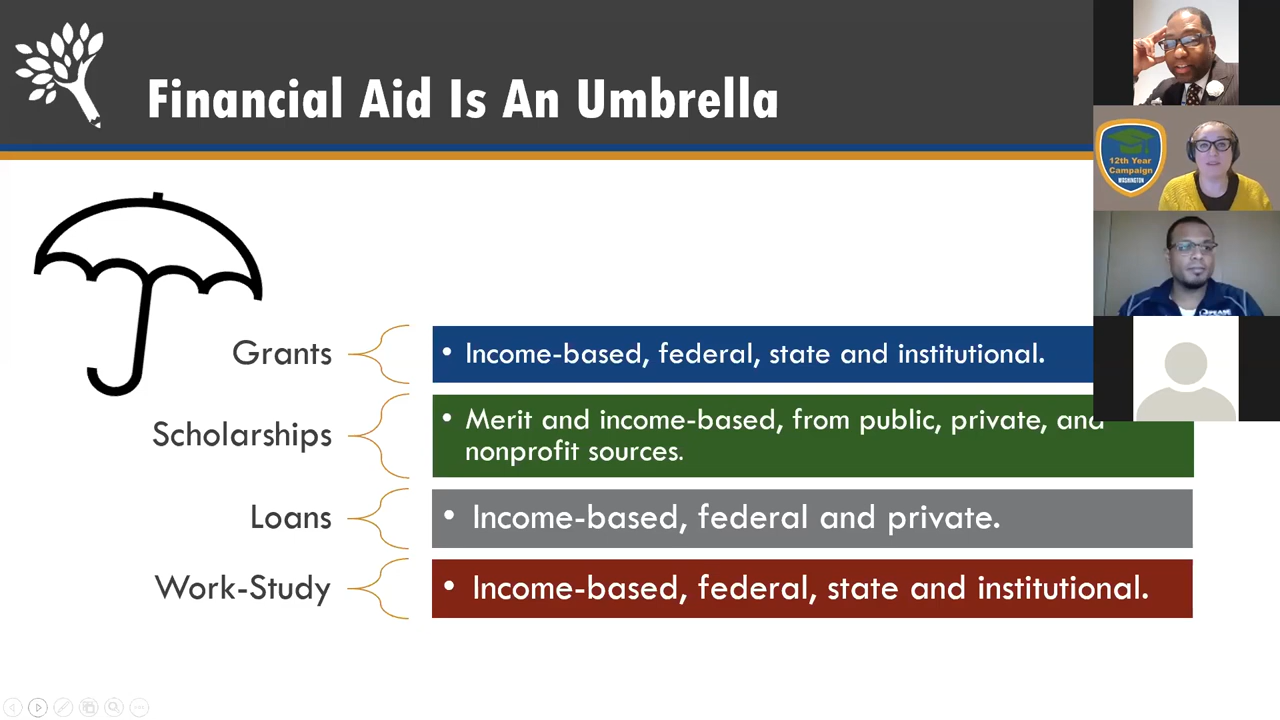 Financial Aid Is An Umbrella
12th Year
Campaign
WASHINGTON
Grants
• Income-based, federal, state and institutional.
Scholarships
• Merit and income-based, from public, private, and
nonprofit sources.
Loans
• Income-based, federal and private.
Work-Study
• Income-based, federal, state and institutional.